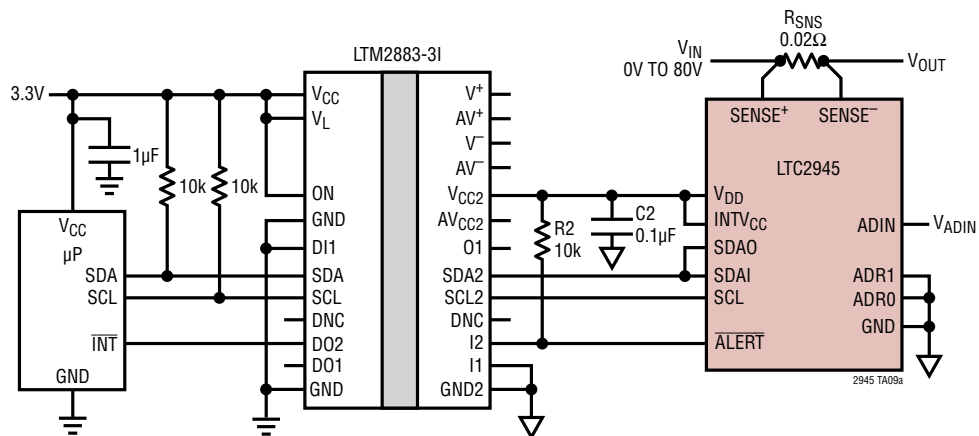 LTM2883-3I
3.3V
1µF
10k
10k
VCC
µP
SDA
SCL
INT
GND
VCC
VL
ON
GND
DI1
SDA
SCL
DNC
DO2
DO1
GND
V+
AV+
V−
AV−
VCC2
AVCC2
O1
SDA2
SCL2
DNC
I2
I1
GND2
R2
10k
C2
0.1µF
RSNS
0.02Ω
VIN
0V TO 80V
VOUT
SENSE+
SENSE−
LTC2945
VDD
INTVCC
SDAO
SDAI
SCL
ALERT
ADIN
VADIN
ADR1
ADR0
GND
2945 TA09a